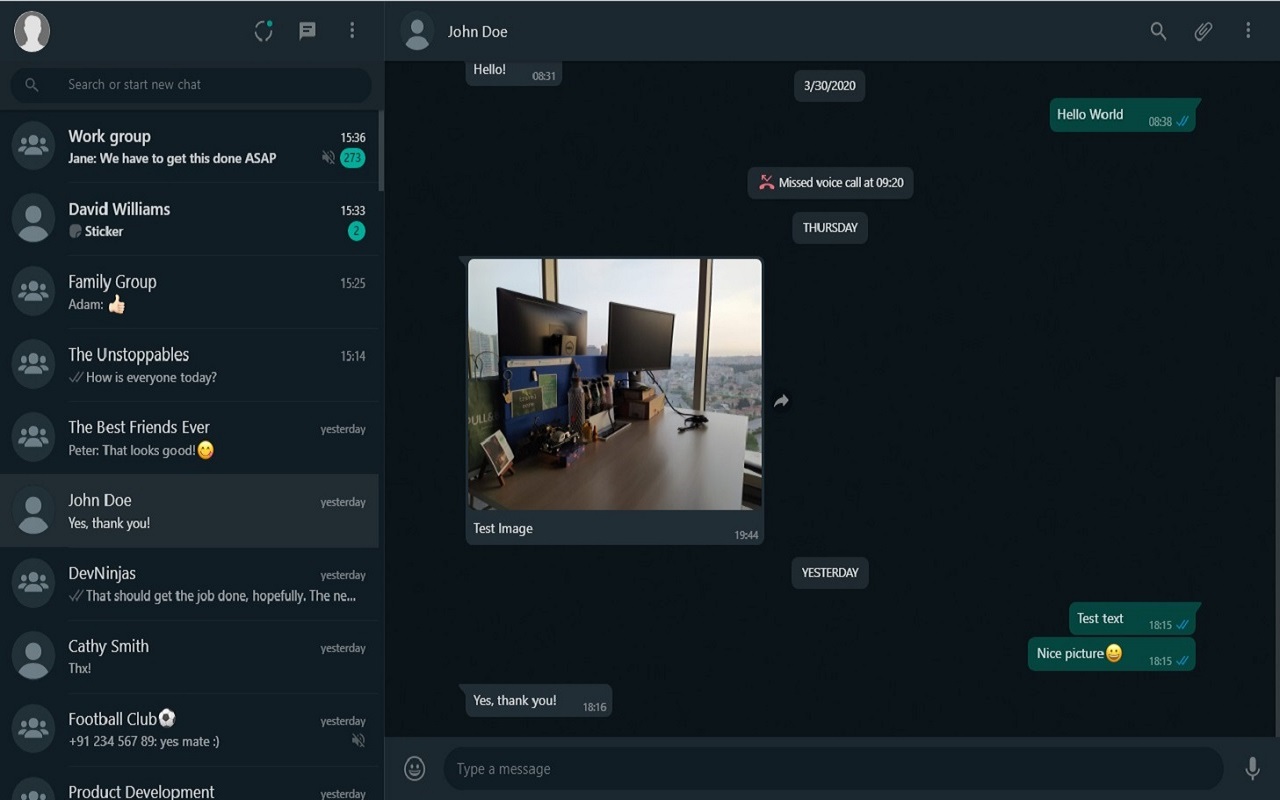 John Doe
Search or start new chat
Work group
15:36
Jane: We have to get this done ASAP
273
David Williams
15:33
Sticker
2
Family Group
15:25
Adam: 👍🏻
The Unstoppables
15:14
How is everyone today?
The Best Friends Ever
yesterday
Peter: That looks good!😋
John Doe
yesterday
Yes, thank you!
DevNinjas
yesterday
That should get the job done, hopefully. The ne...
Cathy Smith
yesterday
Thx!
Football Club⚽
yesterday
+91 234 567 89: yes mate :)
Product Development
yesterday
Hello!
08:31
3/30/2020
Hello World
08:38
Missed voice call at 09:20
THURSDAY
Test Image
19:44
YESTERDAY
Test text
18:15
Nice picture😀
18:15
Yes, thank you!
18:16
Type a message